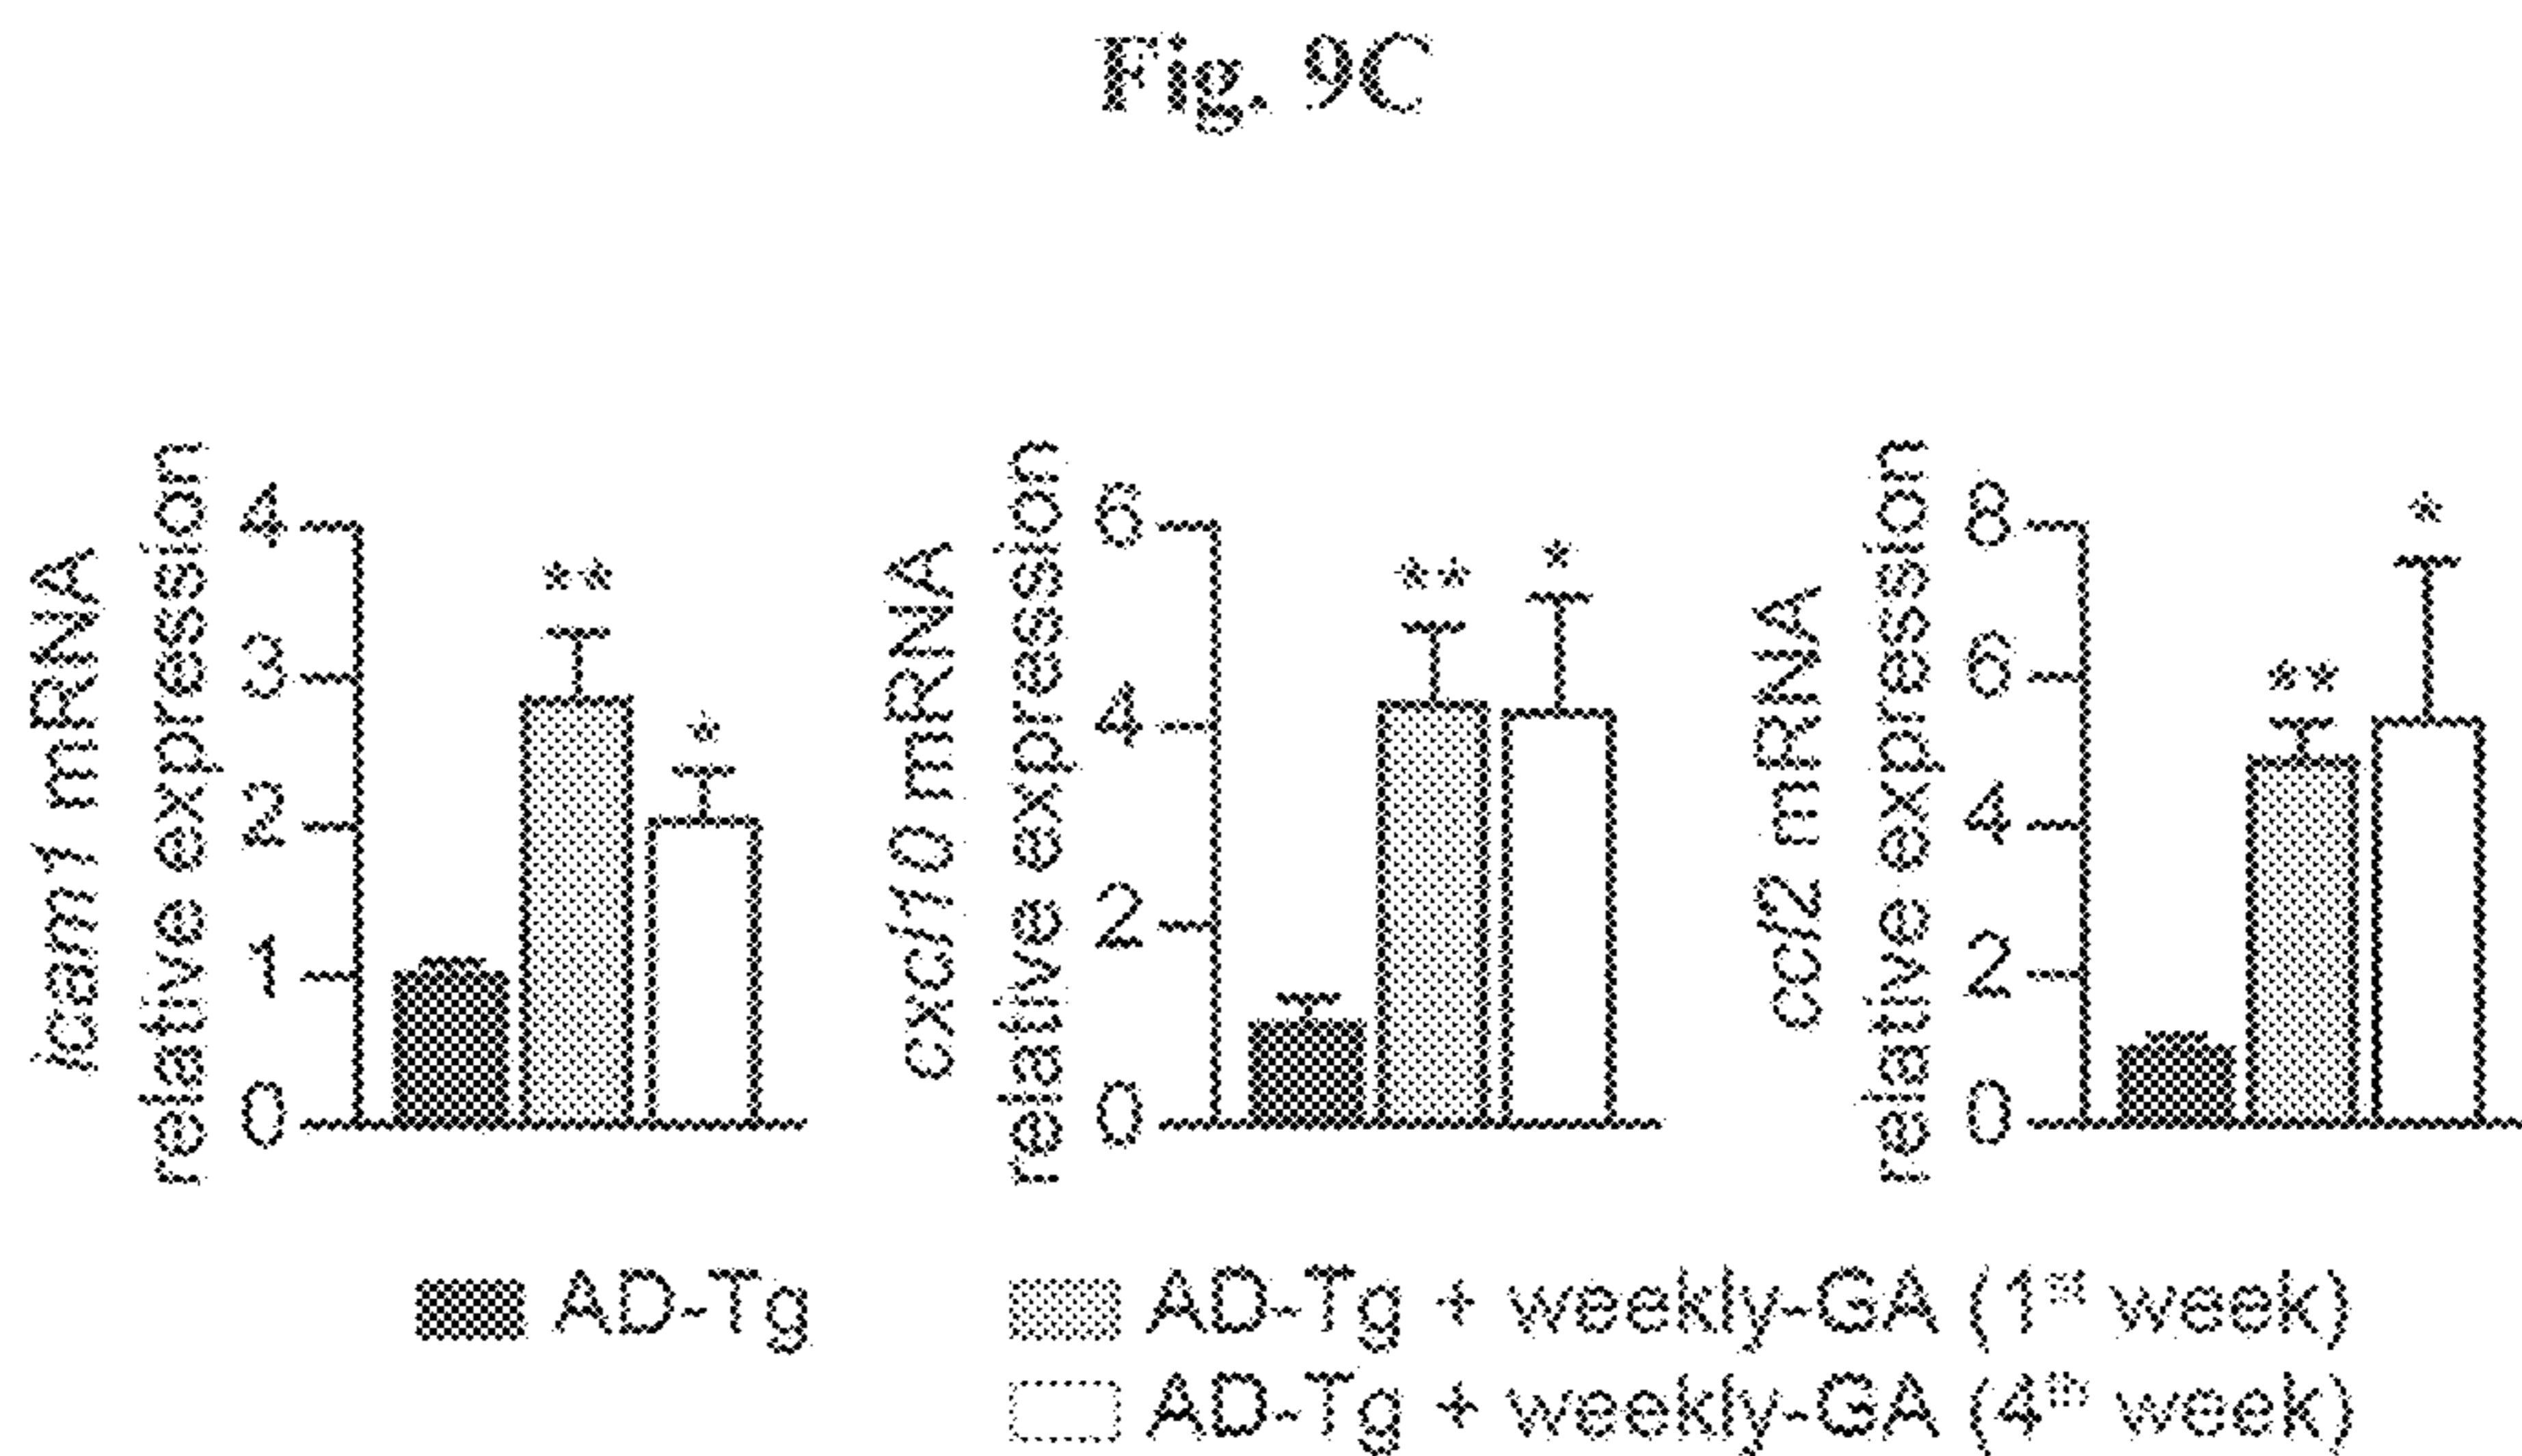 Fig. 9C
icam1 mRNA
relative expression
4
3
2
1
0
**
*
cxcl10 mRNA
relative expression
6
4
2
0
**
*
ccl2 mRNA
relative expression
8
6
4
2
0
**
*
AD-Tg
AD-Tg + weekly-GA (1st week)
AD-Tg + weekly-GA (4th week)